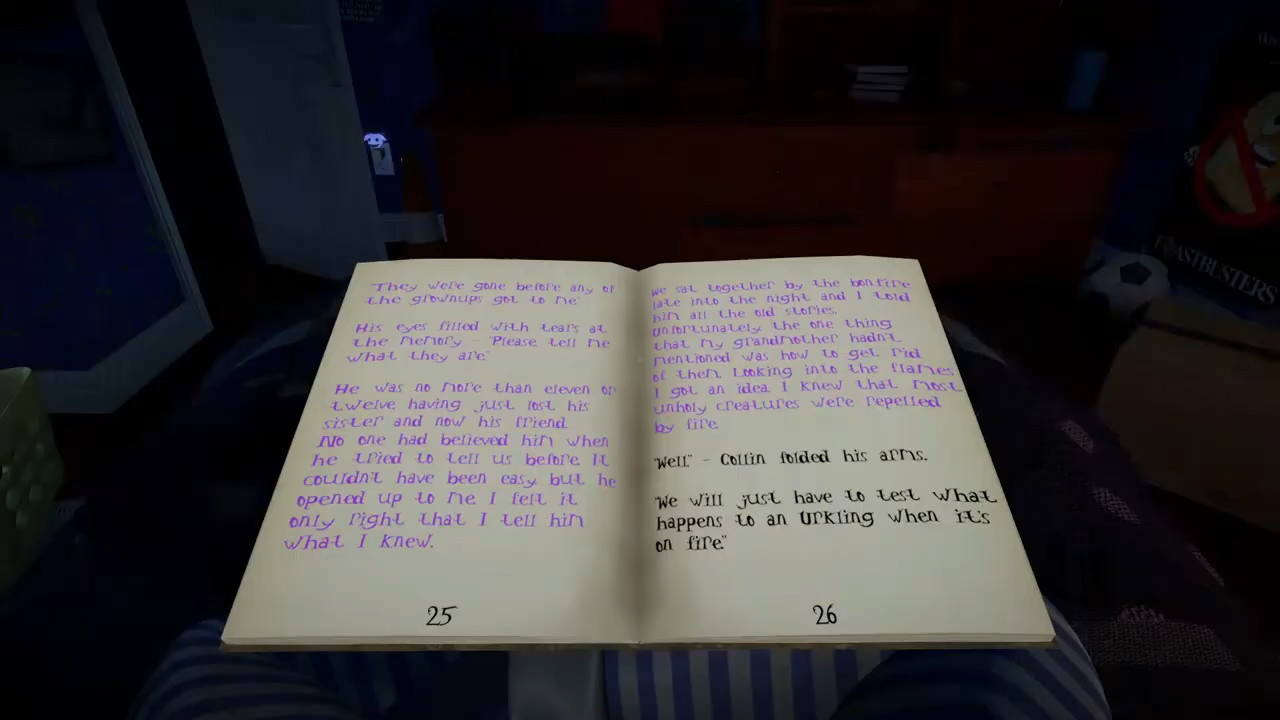 "They were gone before any of
the grownups got to me"
His eyes filled with tears at
the memory - "Please tell me
what they are."
He was no more than eleven or
twelve having just lost his
sister and now his friend.
No one had believed him when
he tried to tell us before. It
couldn't have been easy but he
opened up to me. I felt it
only right that I tell him
what I knew.
25
We sat together by the bonfire
late into the night and I told
him all the old stories.
Unfortunately the one thing
that my grandmother hadn't
mentioned was how to get rid
of them. Looking into the flames
I got an idea. I knew that most
unholy creatures were repelled
by fire.
"Well." - Collin folded his arms.
"We will just have to test what
happens to an Urkling when it's
on fire."
26
TOASTBUSTERS